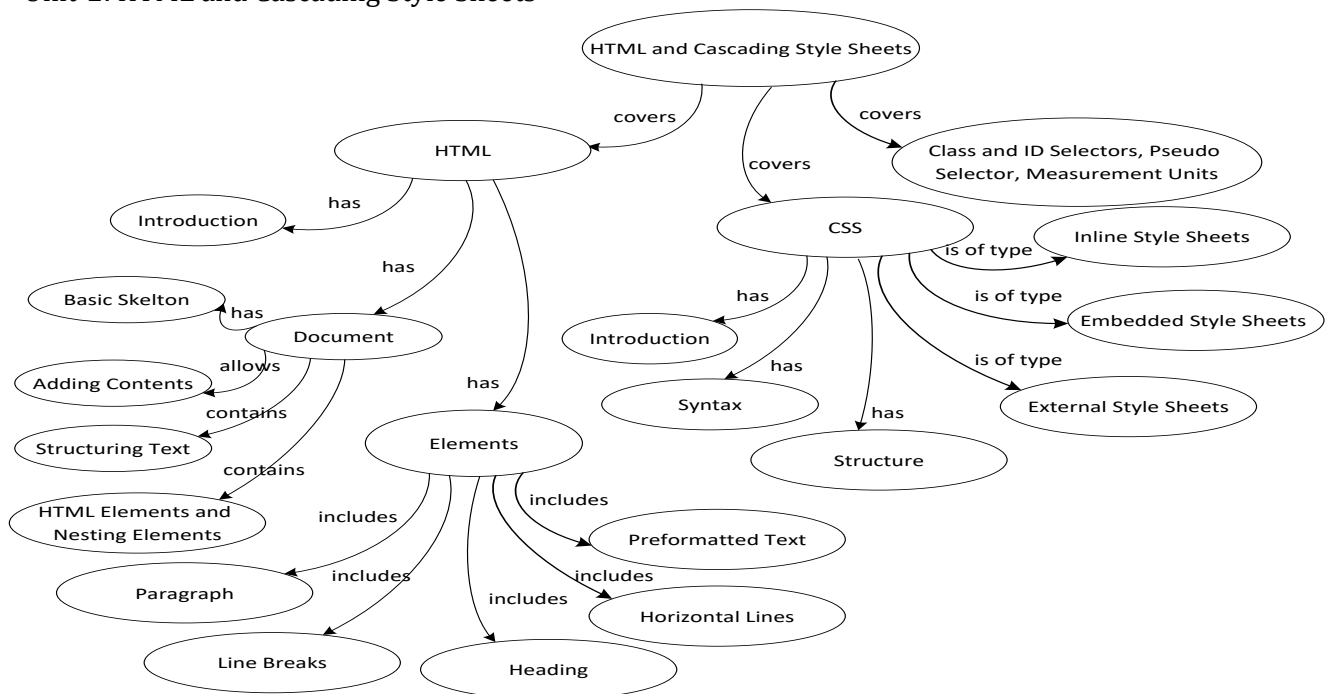 HTML and Cascading Style Sheets
covers
HTML
covers
covers
Class and ID Selectors, Pseudo
Selector, Measurement Units
has
Introduction
CSS
is of type
Inline Style Sheets
has
Basic Skelton
has
Document
has
Introduction
is of type
Embedded Style Sheets
allows
Adding Contents
has
has
Syntax
is of type
External Style Sheets
contains
Structuring Text
Elements
has
Structure
contains
HTML Elements and
Nesting Elements
includes
includes
Preformatted Text
includes
Paragraph
includes
includes
Horizontal Lines
Line Breaks
Heading